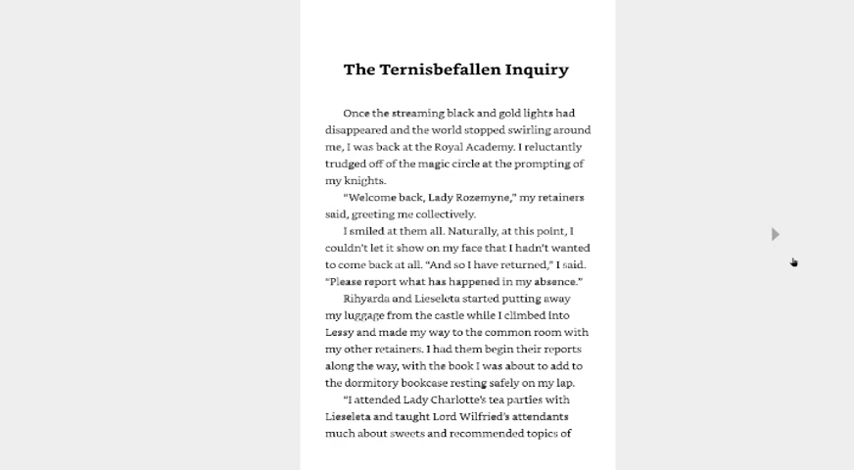 The Ternisbefallen Inquiry
Once the streaming black and gold lights had
disappeared and the world stopped swirling around
me, I was back at the Royal Academy. I reluctantly
trudged off of the magic circle at the prompting of
my knights.
“Welcome back, Lady Rozemyne,” my retainers
said, greeting me collectively.
I smiled at them all. Naturally, at this point, I
couldn’t let it show on my face that I hadn’t wanted
to come back at all. “And so I have returned,” I said.
“Please report what has happened in my absence.”
Rihyarda and Lieseleta started putting away
my luggage from the castle while I climbed into
Lessy and made my way to the common room with
my other retainers. I had them begin their reports
along the way, with the book I was about to add to
the dormitory bookcase resting safely on my lap.
“I attended Lady Charlotte’s tea parties with
Lieseleta and taught Lord Wilfried’s attendants
much about sweets and recommended topics of